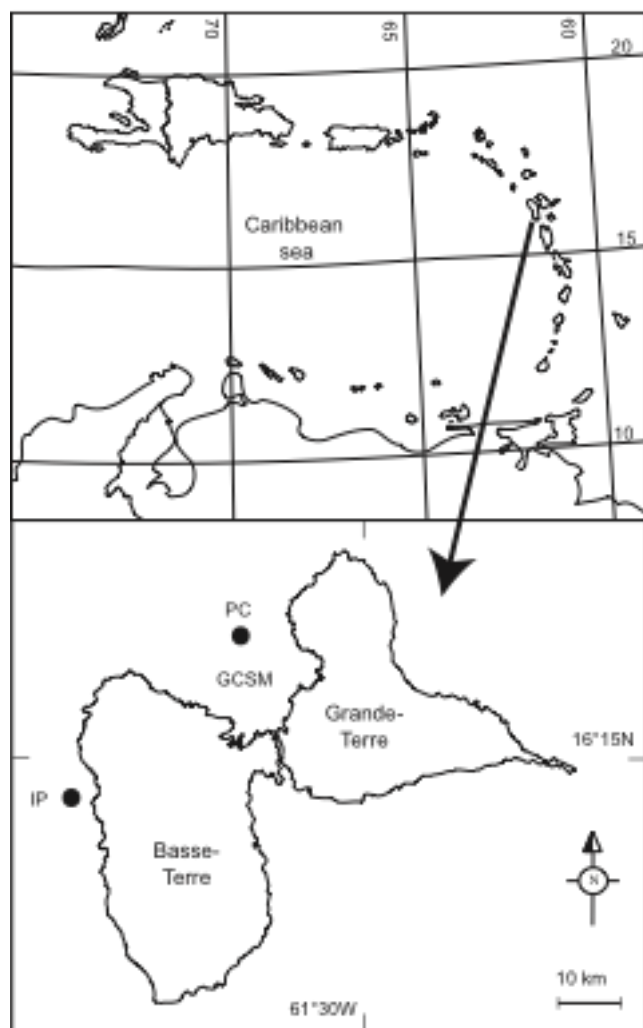 70
65
60
20
Caribbean
sea
15
10
PC
GCSM
Grande-
Terre
16°15N
IP
Basse-
Terre
N
10 km
61°30W